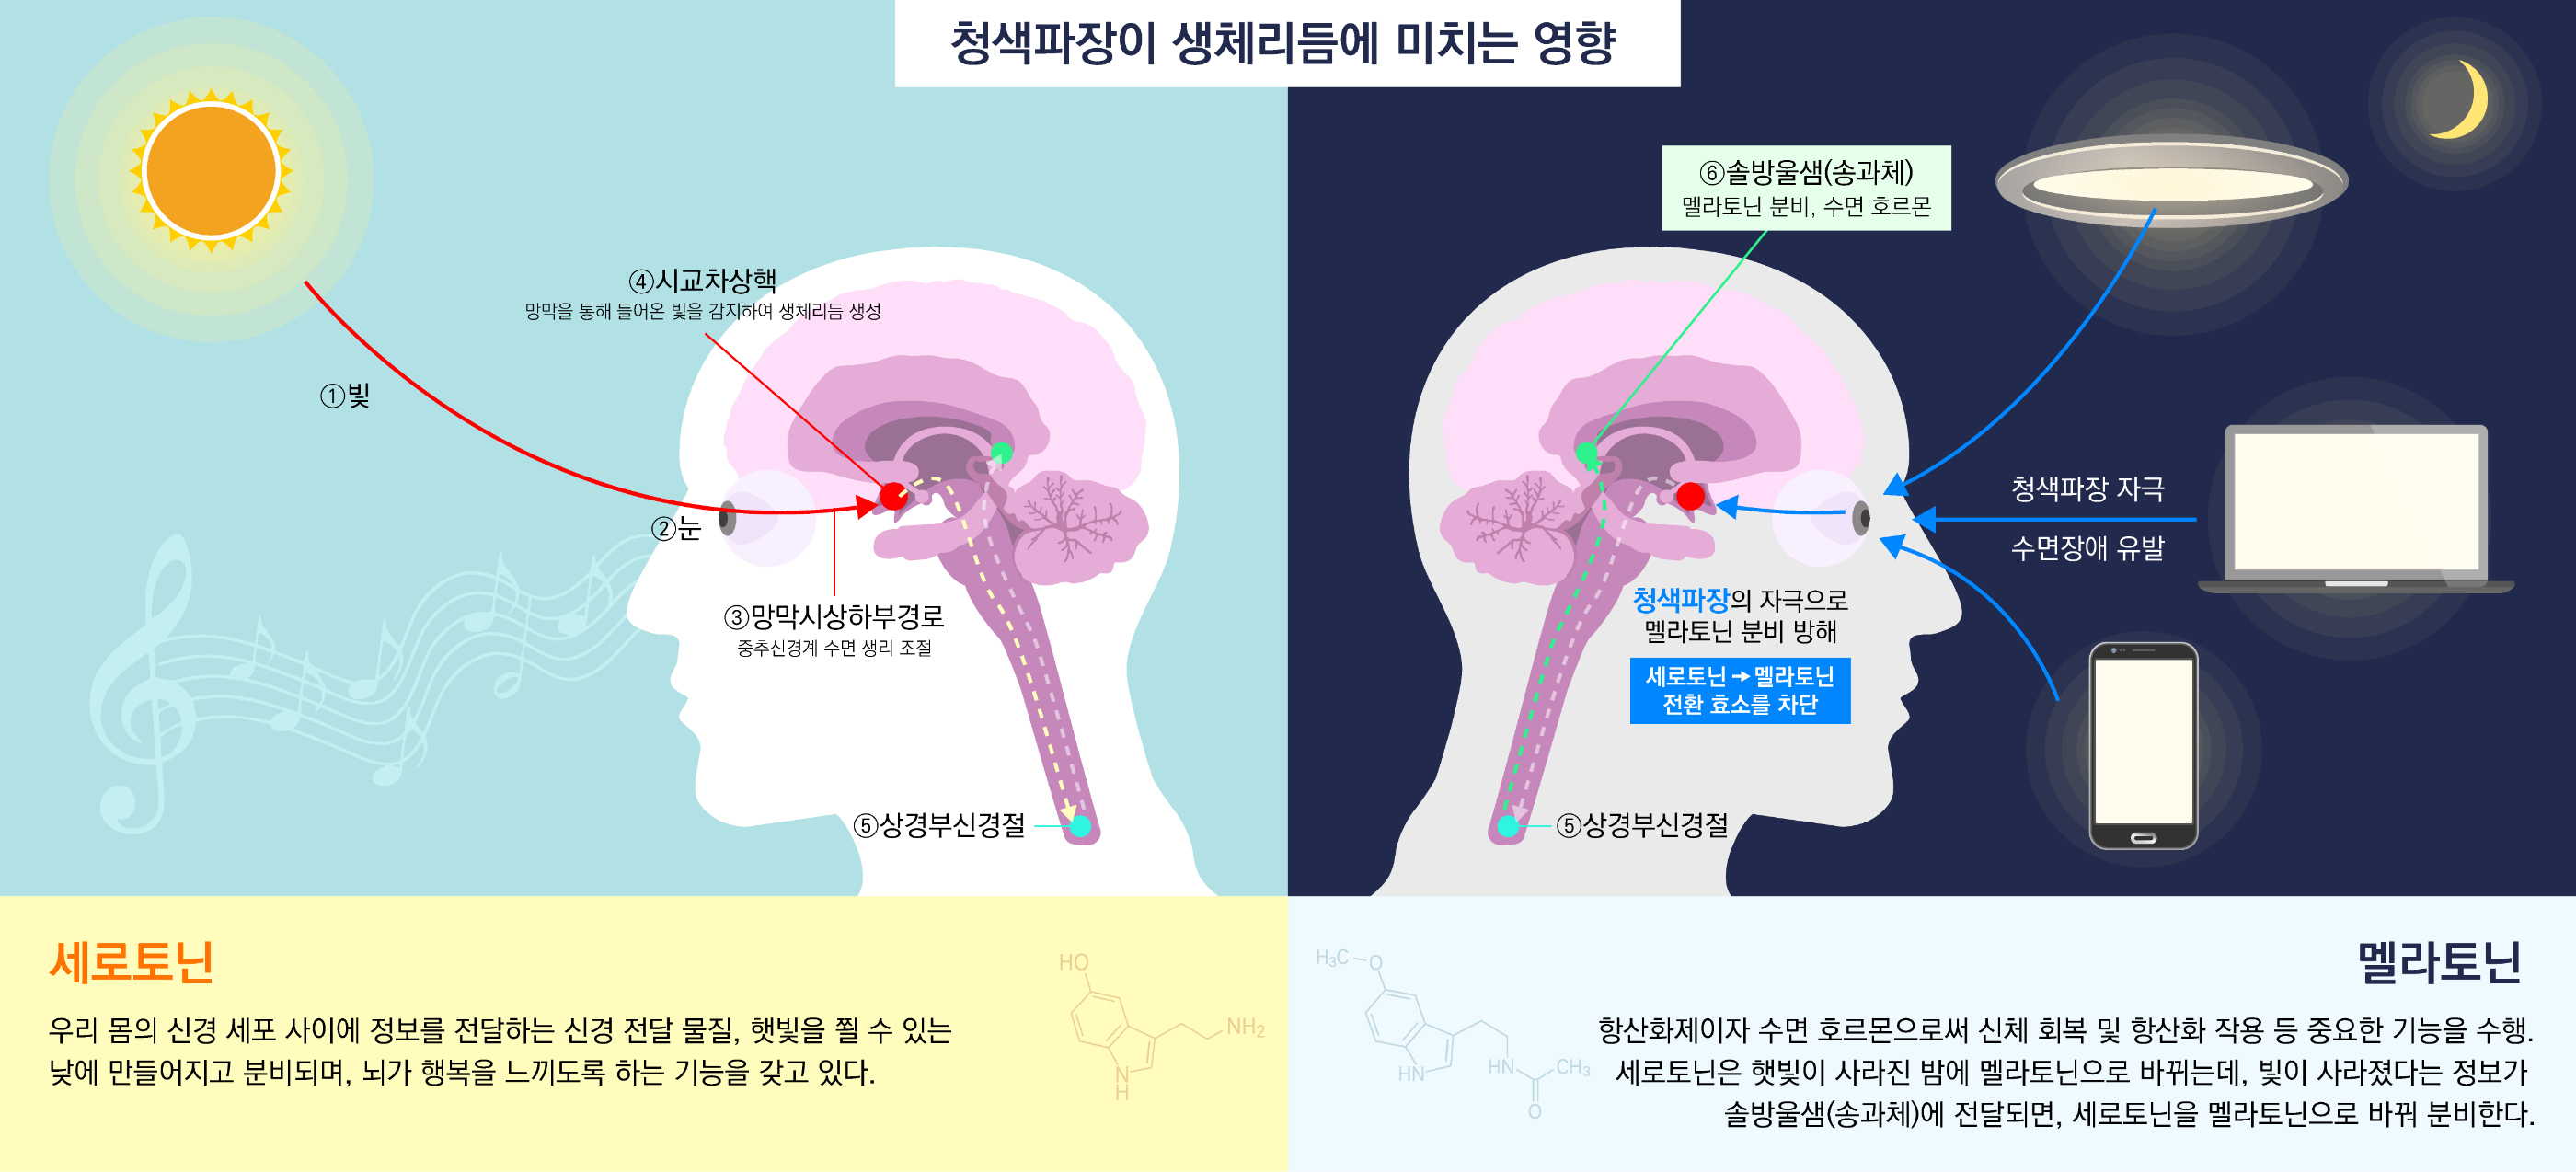 청색파장이 생체리듬에 미치는 영향
①빛
②눈
④시교차상핵
망막을 통해 들어온 빛을 감지하여 생체리듬 생성
③망막시상하부경로
중추신경계 수면 생리 조절
⑤상경부신경절
⑥솔방울샘(송과체)
멜라토닌 분비, 수면 호르몬
청색파장 자극
수면장애 유발
청색파장의 자극으로
멜라토닌 분비 방해
세로토닌→멜라토닌
전환 효소를 차단
⑤상경부신경절
세로토닌
우리 몸의 신경 세포 사이에 정보를 전달하는 신경 전달 물질, 햇빛을 쬘 수 있는
낮에 만들어지고 분비되며, 뇌가 행복을 느끼도록 하는 기능을 갖고 있다.
HO
NH₂
N
H
멜라토닌
항산화제이자 수면 호르몬으로써 신체 회복 및 항산화 작용 등 중요한 기능을 수행.
세로토닌은 햇빛이 사라진 밤에 멜라토닌으로 바뀌는데, 빛이 사라졌다는 정보가
솔방울샘(송과체)에 전달되면, 세로토닌을 멜라토닌으로 바꿔 분비한다.
H₃C
O
HN
HN
CH₃
O